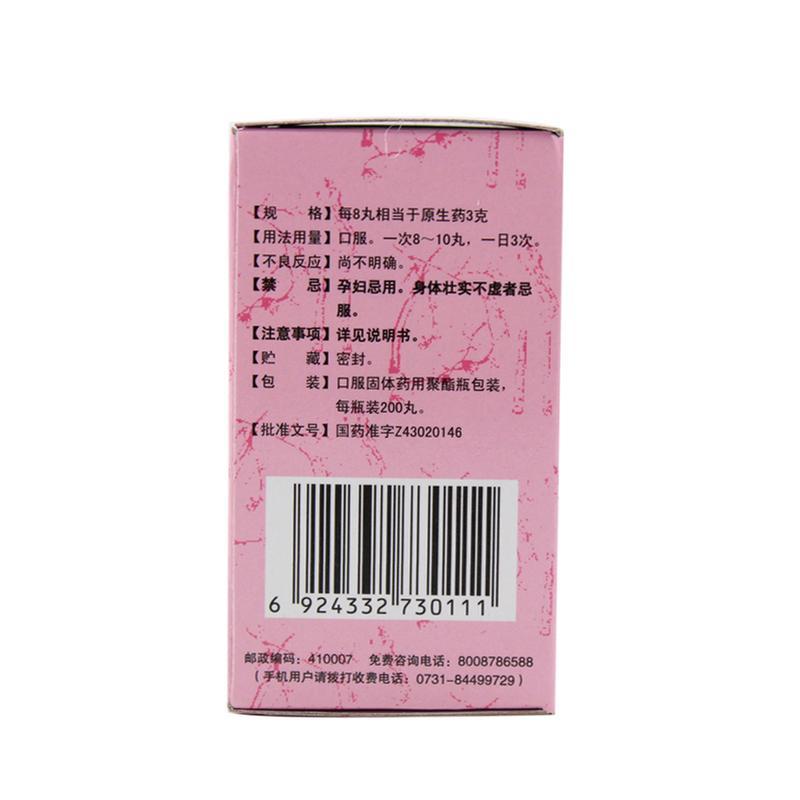 【规　　格】每8丸相当于原生药3克
【用法用量】口服。一次8～10丸，一日3次。
【不良反应】尚不明确。
【禁　　忌】孕妇忌用。身体壮实不虚者忌
服。
【注意事项】详见说明书。
【贮　　藏】密封。
【包　　装】口服固体药用聚酯瓶包装，
每瓶装200丸。
【批准文号】国药准字Z43020146
6 924332 730111
邮政编码：410007　免费咨询电话：8008786588
（手机用户请拨打收费电话：0731-84499729）